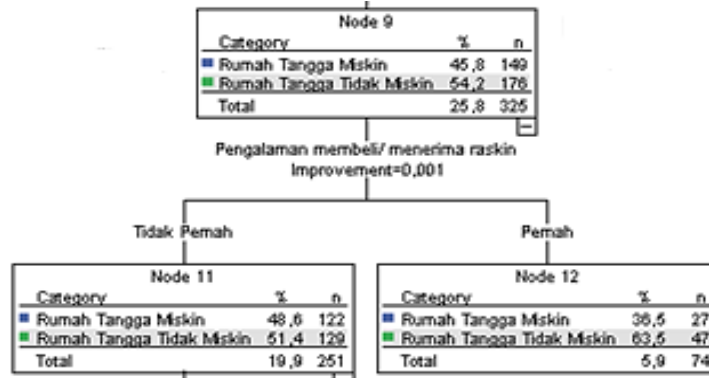 Node 9
Category % n
Rumah Tangga Miskin 45,8 149
Rumah Tangga Tidak Miskin 54,2 176
Total 25,8 325
Pengalaman membeli/ menerima raskin
Improvement=0,001
Tidak Pernah
Pernah
Node 11
Category % n
Rumah Tangga Miskin 48,6 122
Rumah Tangga Tidak Miskin 51,4 129
Total 19,9 251
Node 12
Category % n
Rumah Tangga Miskin 36,5 27
Rumah Tangga Tidak Miskin 63,5 47
Total 5,9 74